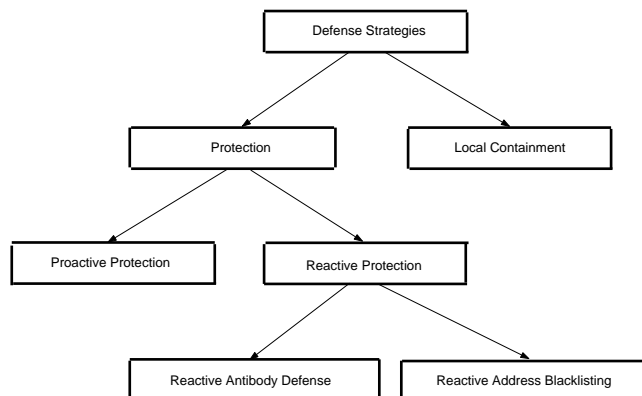 Defense Strategies
Protection
Local Containment
Proactive Protection
Reactive Protection
Reactive Antibody Defense
Reactive Address Blacklisting